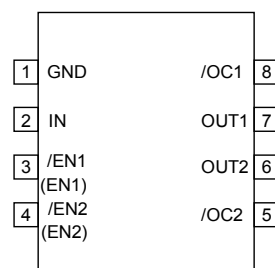 1 GND /OC1 8
2 IN OUT1 7
3 /EN1 OUT2 6
(EN1)
4 /EN2 /OC2 5
(EN2)